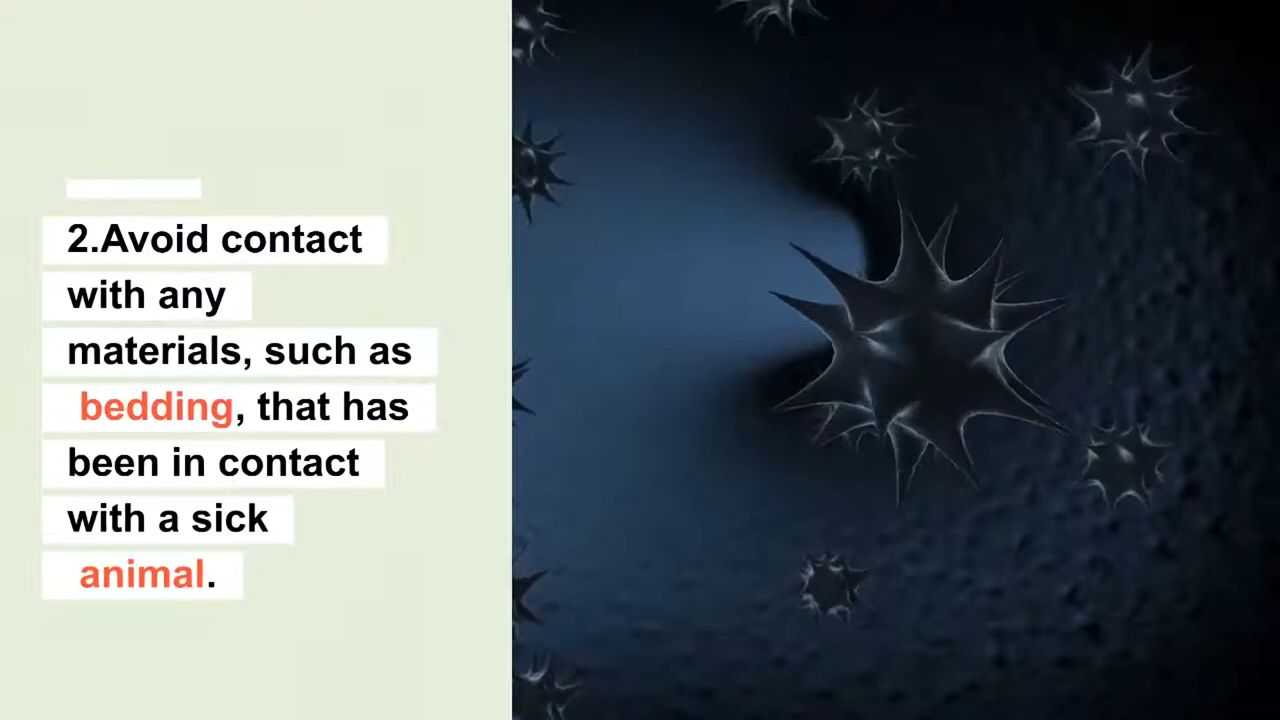 2.Avoid contact
with any
materials, such as
bedding, that has
been in contact
with a sick
animal.